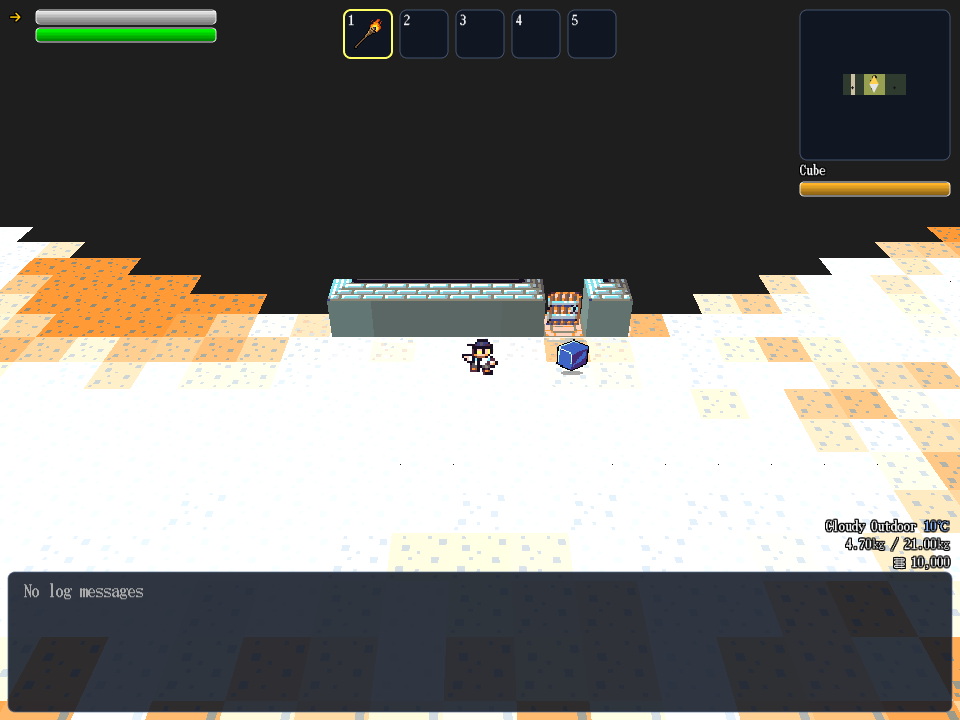 1 2 3 4 5
Cube
Cloudy Outdoor 10℃
4.70kg / 21.00kg
10,000
No log messages